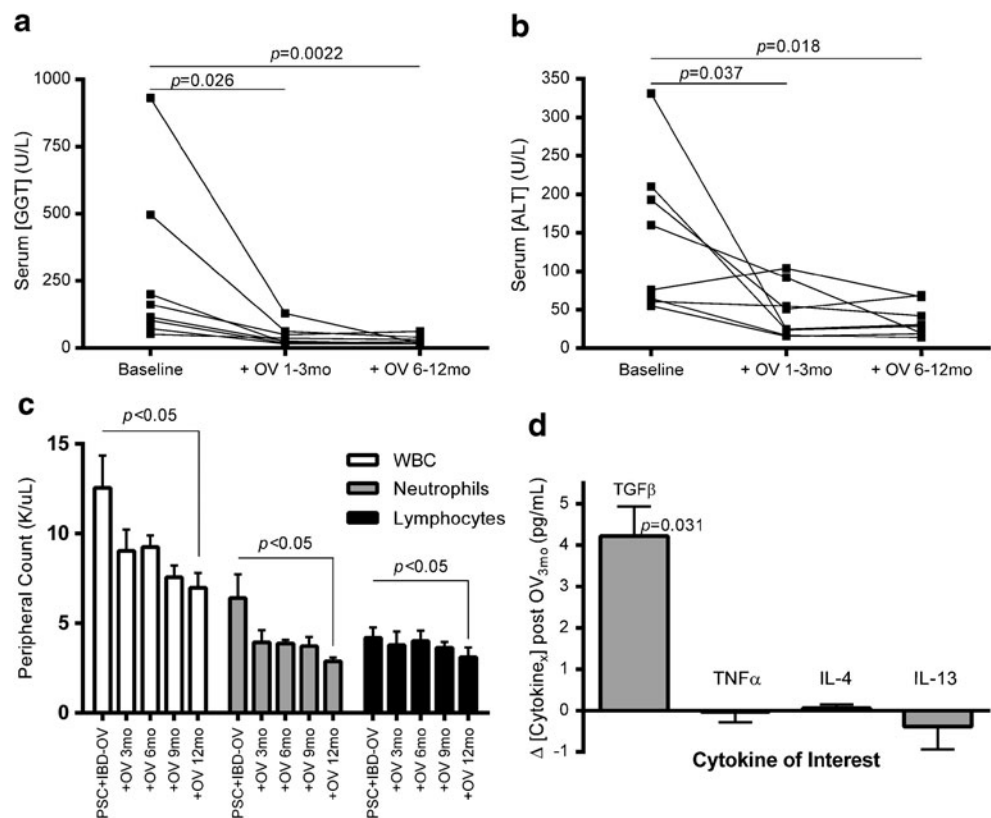 a
p=0.0022
p=0.026
1000
750
500
250
0
Serum [GGT] (U/L)
Baseline
+ OV 1-3mo
+ OV 6-12mo
b
p=0.018
p=0.037
350
300
250
200
150
100
50
0
Serum [ALT] (U/L)
Baseline
+ OV 1-3mo
+ OV 6-12mo
c
p<0.05
p<0.05
p<0.05
WBC
Neutrophils
Lymphocytes
15
10
5
0
Peripheral Count (K/uL)
PSC+IBD-OV
+OV 3mo
+OV 6mo
+OV 9mo
+OV 12mo
PSC+IBD-OV
+OV 3mo
+OV 6mo
+OV 9mo
+OV 12mo
PSC+IBD-OV
+OV 3mo
+OV 6mo
+OV 9mo
+OV 12mo
d
Δ [Cytokineₓ] post OV3mo (pg/mL)
5
4
3
2
1
0
-1
TGFβ
p=0.031
TNFα
IL-4
IL-13
Cytokine of Interest